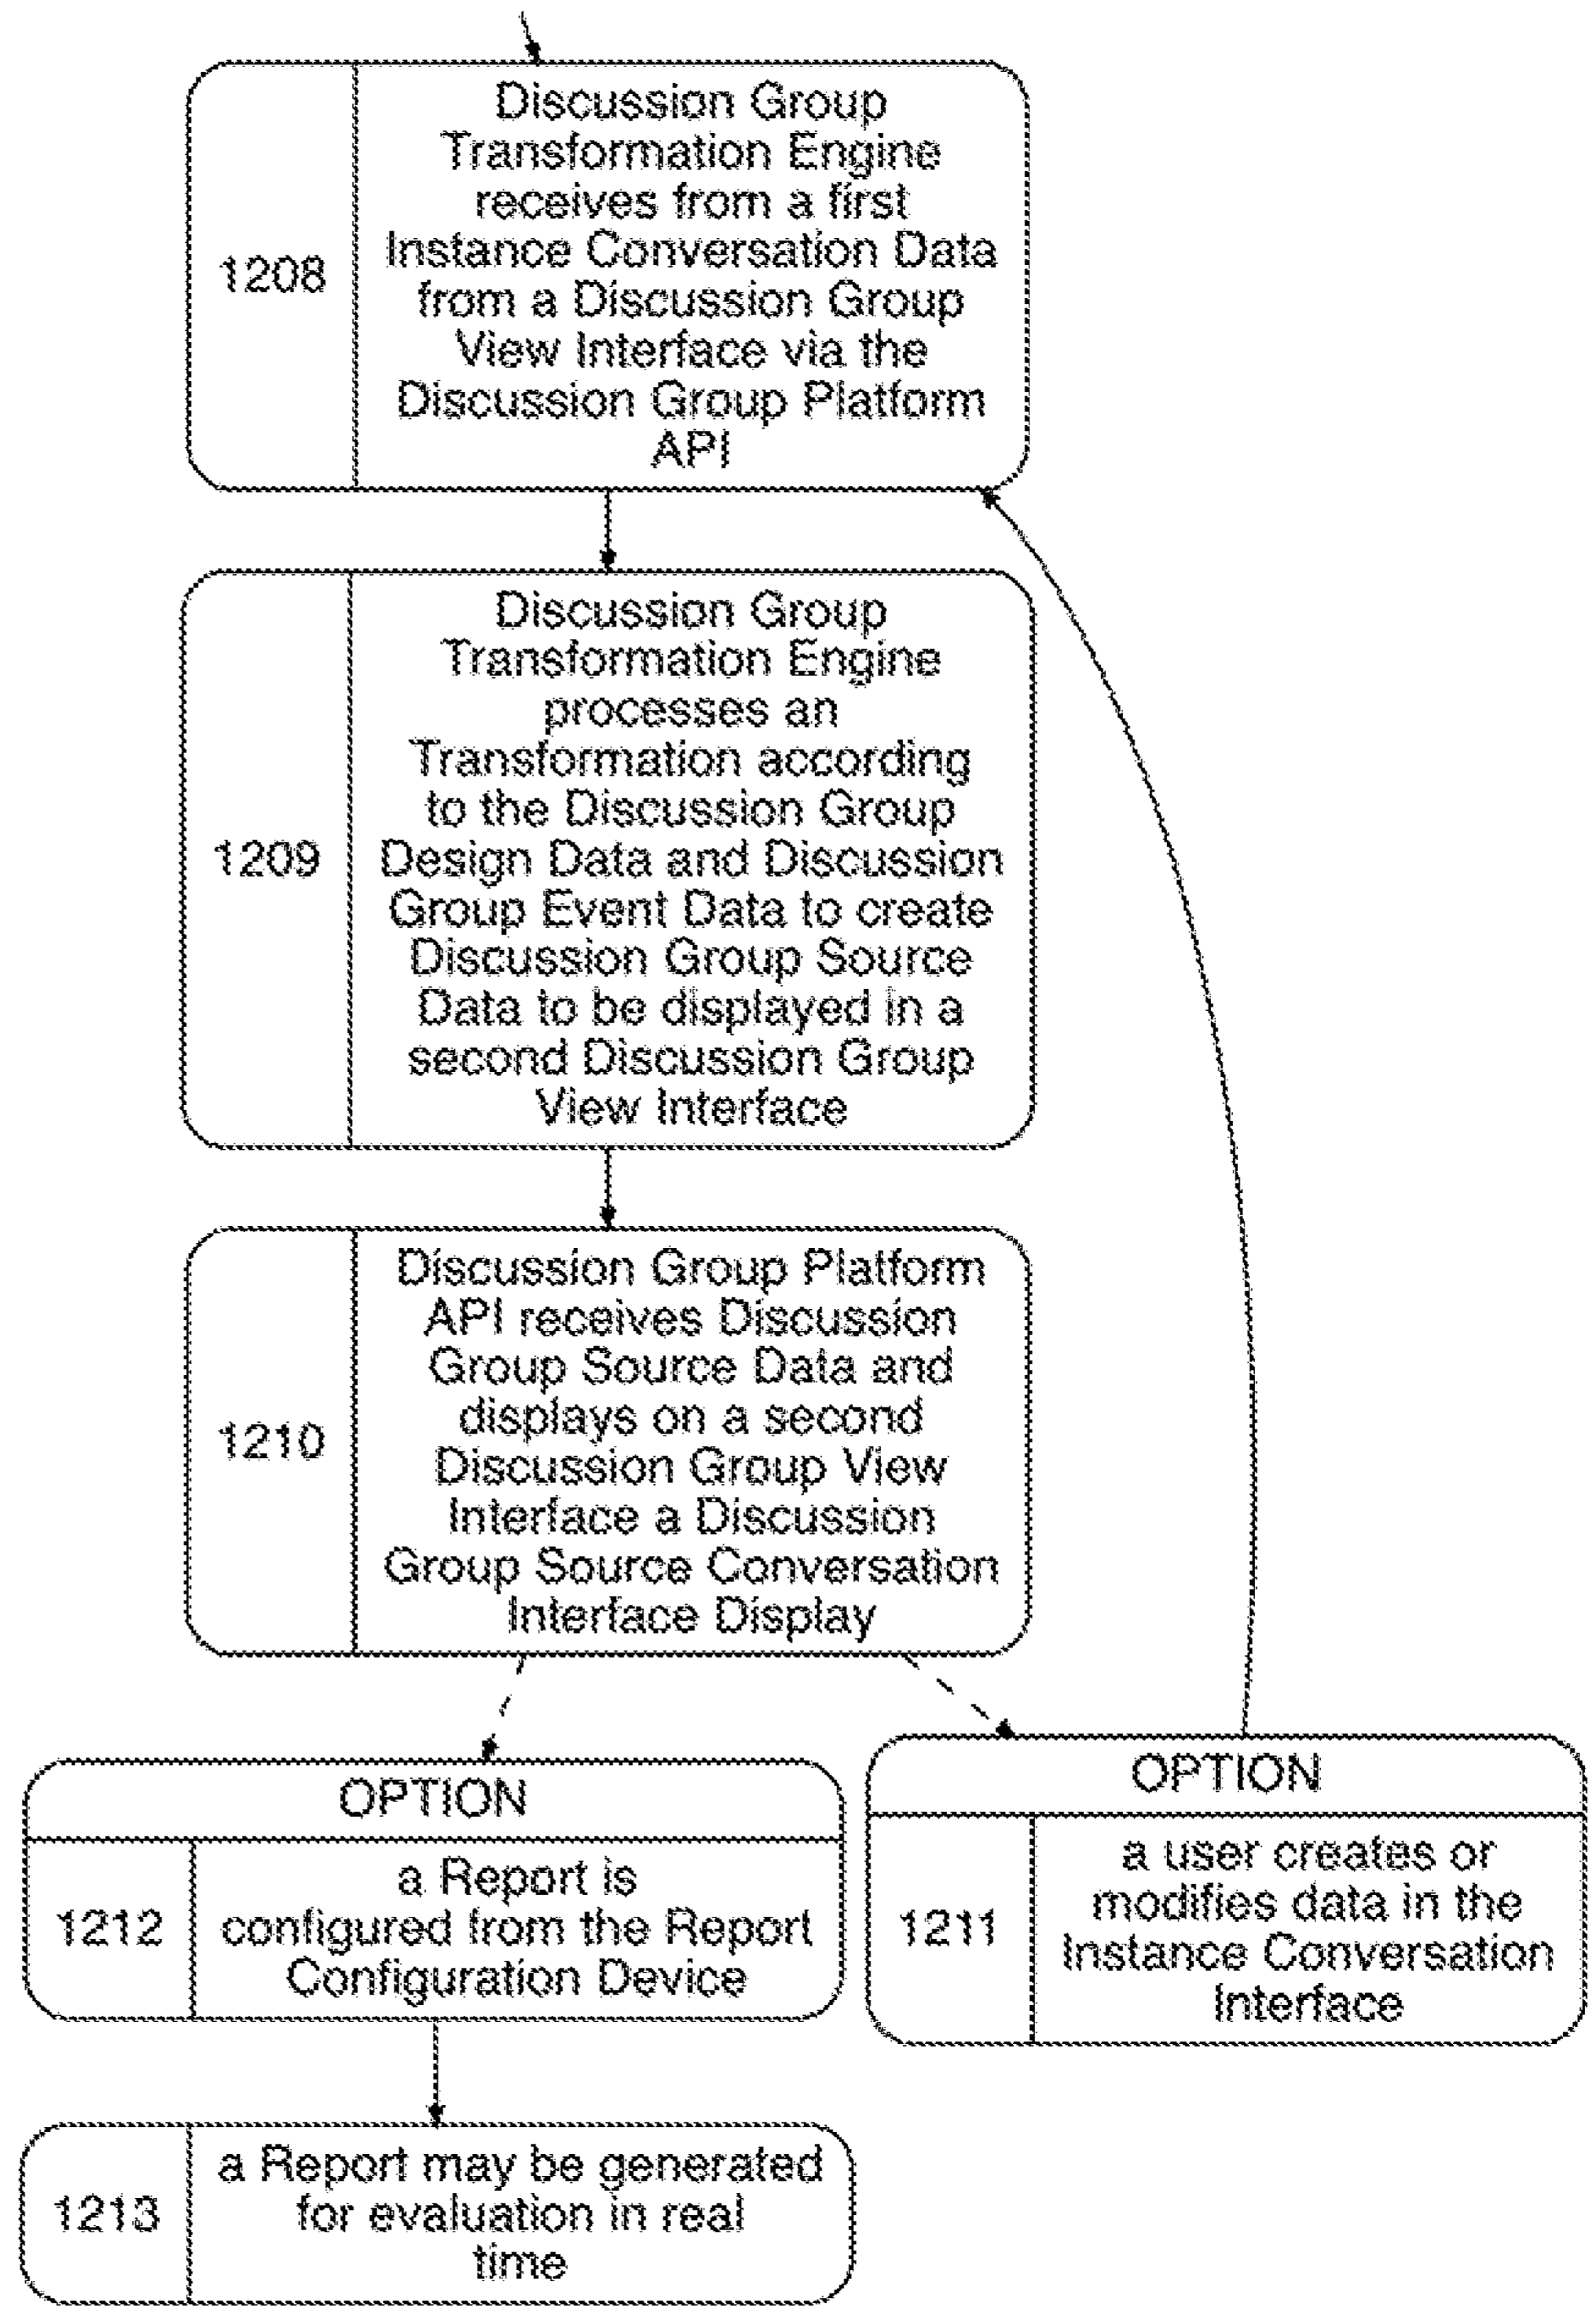 1208
Discussion Group
Transformation Engine
receives from a first
Instance Conversation Data
from a Discussion Group
View Interface via the
Discussion Group Platform
API
1209
Discussion Group
Transformation Engine
processes an
Transformation according
to the Discussion Group
Design Data and Discussion
Group Event Data to create
Discussion Group Source
Data to be displayed in a
second Discussion Group
View Interface
1210
Discussion Group Platform
API receives Discussion
Group Source Data and
displays on a second
Discussion Group View
Interface a Discussion
Group Source Conversation
Interface Display
OPTION
1212
a Report is
configured from the Report
Configuration Device
OPTION
1211
a user creates or
modifies data in the
Instance Conversation
Interface
1213
a Report may be generated
for evaluation in real
time